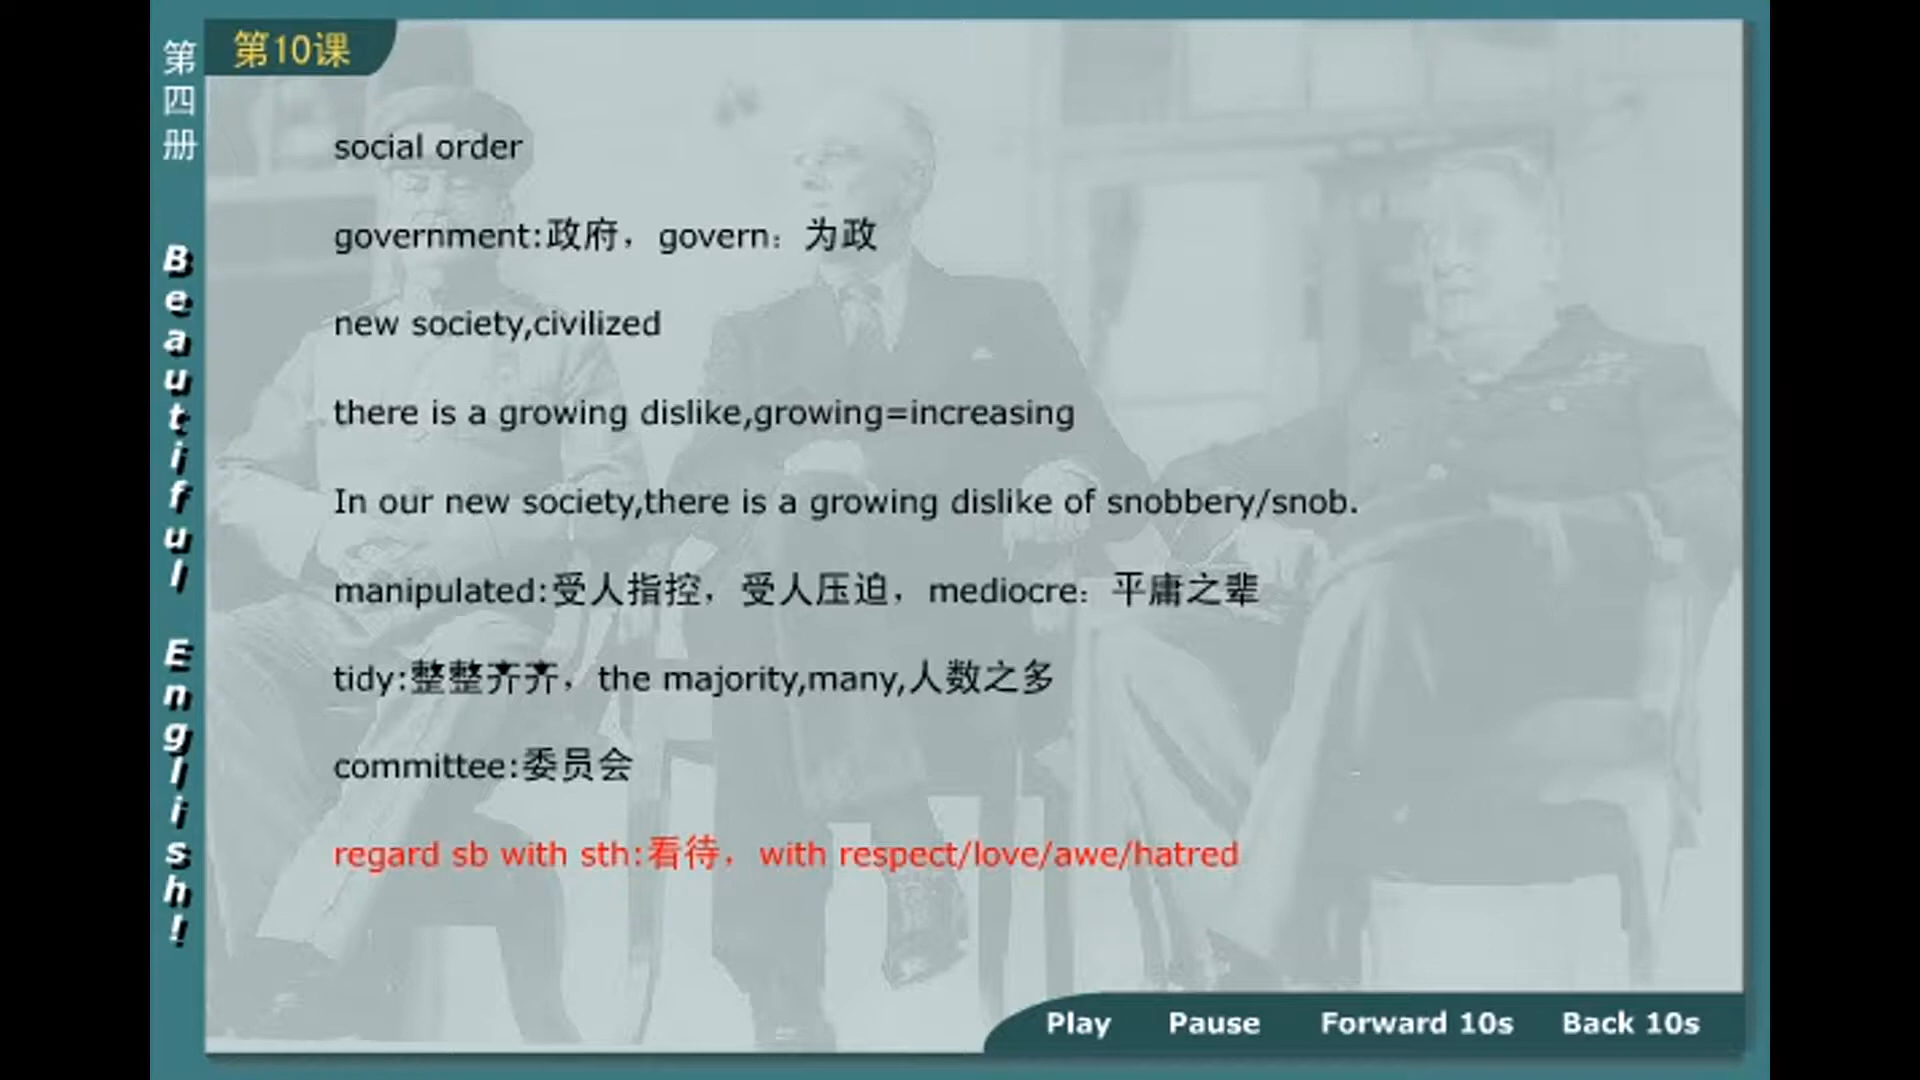 第四册
Beautiful English!
第10课
social order
government:政府，govern：为政
new society,civilized
there is a growing dislike,growing=increasing
In our new society,there is a growing dislike of snobbery/snob.
manipulated:受人指控，受人压迫，mediocre：平庸之辈
tidy:整整齐齐，the majority,many,人数之多
committee:委员会
regard sb with sth:看待，with respect/love/awe/hatred
Play Pause Forward 10s Back 10s